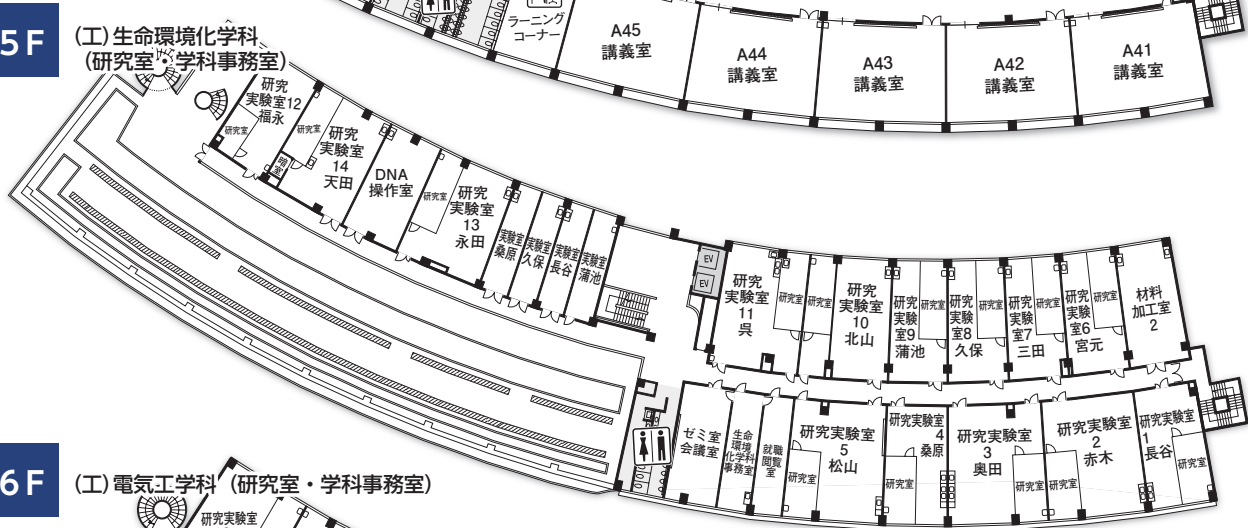 ラーニング
コーナー
A45
講義室
A44
講義室
A43
講義室
A42
講義室
A41
講義室
5F
(工)生命環境化学科
(研究室・学科事務室)
研究
実験室12
福永
研究室
研究室
暗室
研究
実験室
14
天田
DNA
操作室
研究室
研究
実験室
13
永田
実験室
桑原
実験室
久保
実験室
長谷
実験室
蒲池
EV
EV
研究
実験室
11
呉
研究室
研究室
研究
実験室
10
北山
研究
実験
室9
蒲池
研究室
研究
実験
室8
久保
研究室
研究
実験
室7
三田
研究室
研究
実験
室6
宮元
研究室
材料
加工室
2
ゼミ室
会議室
生命
環境
化学科
事務室
就職
閲覧
室
研究実験室
5
松山
研究室
研究実験室
4
桑原
研究室
研究実験室
3
奥田
研究室
研究室
研究実験室
2
赤木
研究実験室
1
長谷
研究室
6F
(工)電気工学科(研究室・学科事務室)
研究実験室